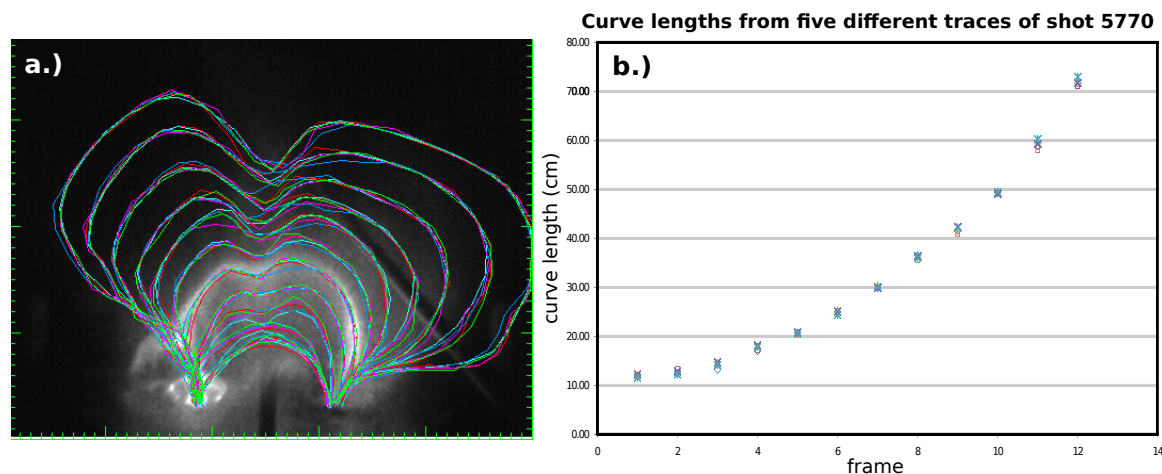 Curve lengths from five different traces of shot 5770
a.)
b.)
80.00
70.00
60.00
50.00
40.00
30.00
20.00
10.00
0.00
curve length (cm)
0 2 4 6 8 10 12 14
frame